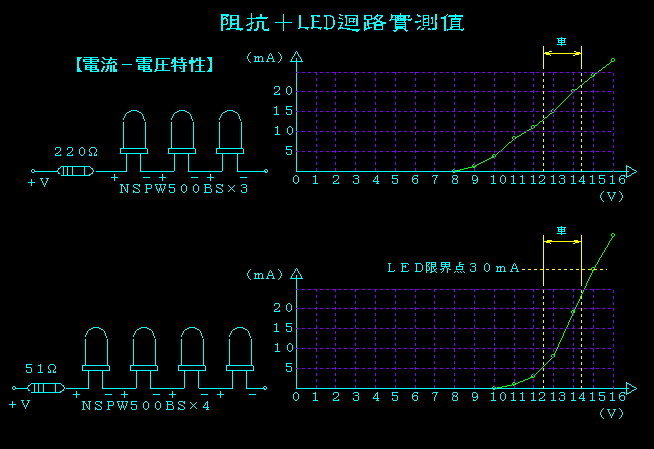 阻抗＋LED迴路實測値
【電流－電圧特性】
(mA)
車
20
15
10
5
0 1 2 3 4 5 6 7 8 9 10 11 12 13 14 15 16
(V)
220Ω
+V
+ － + － + －
NSPW500BS×3
(mA)
車
LED限界点30mA
20
15
10
5
0 1 2 3 4 5 6 7 8 9 10 11 12 13 14 15 16
(V)
51Ω
+V
+ － + － + － + －
NSPW500BS×4